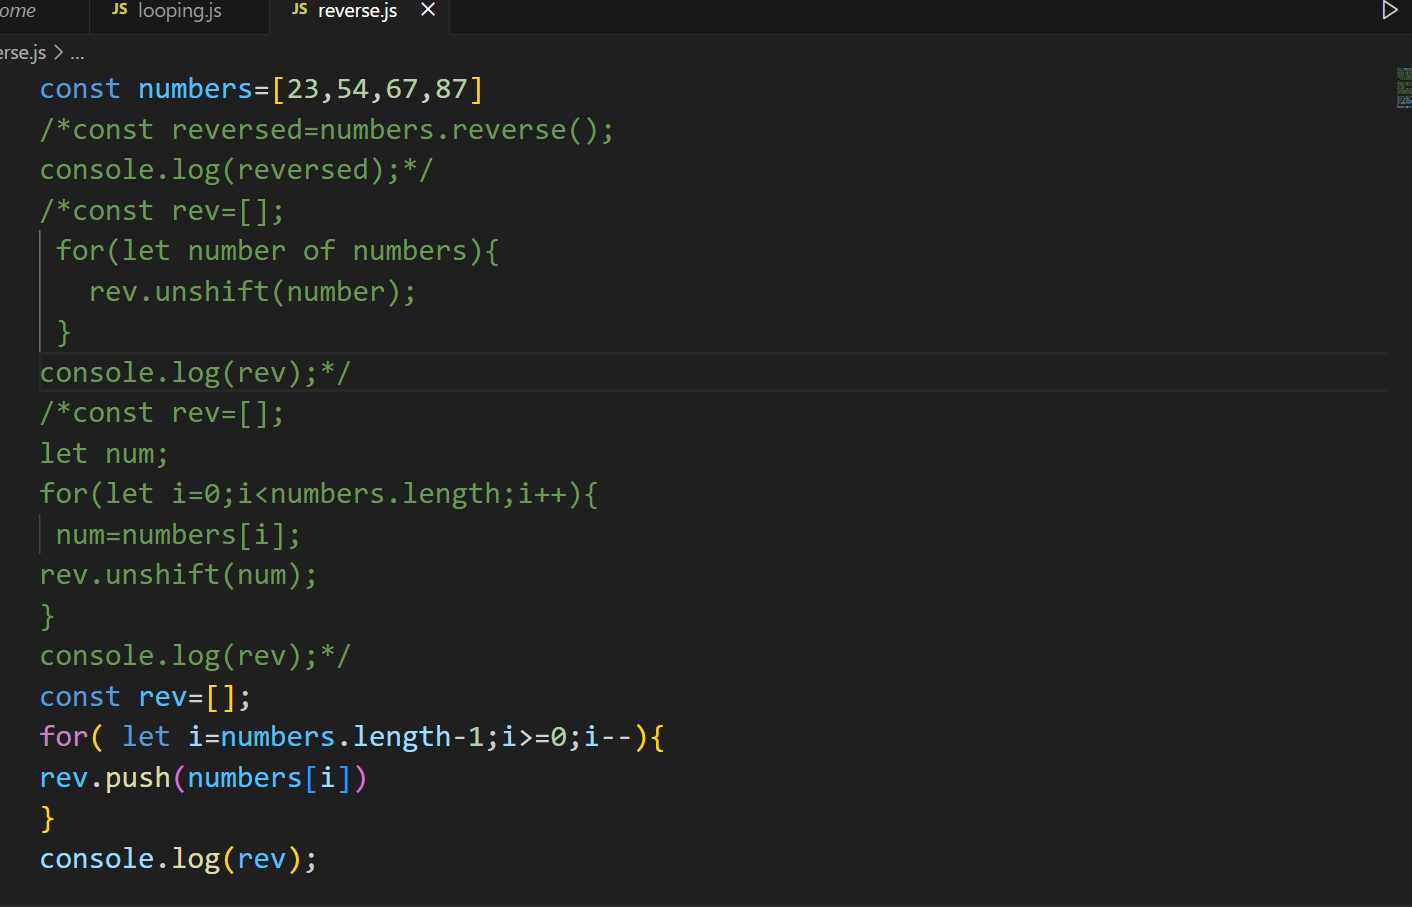 ome JS looping.js JS reverse.js ×
erse.js > ...
const numbers=[23,54,67,87]
/*const reversed=numbers.reverse();
console.log(reversed);*/
/*const rev=[];
for(let number of numbers){
rev.unshift(number);
}
console.log(rev);*/
/*const rev=[];
let num;
for(let i=0;i<numbers.length;i++){
num=numbers[i];
rev.unshift(num);
}
console.log(rev);*/
const rev=[];
for( let i=numbers.length-1;i>=0;i--){
rev.push(numbers[i])
}
console.log(rev);